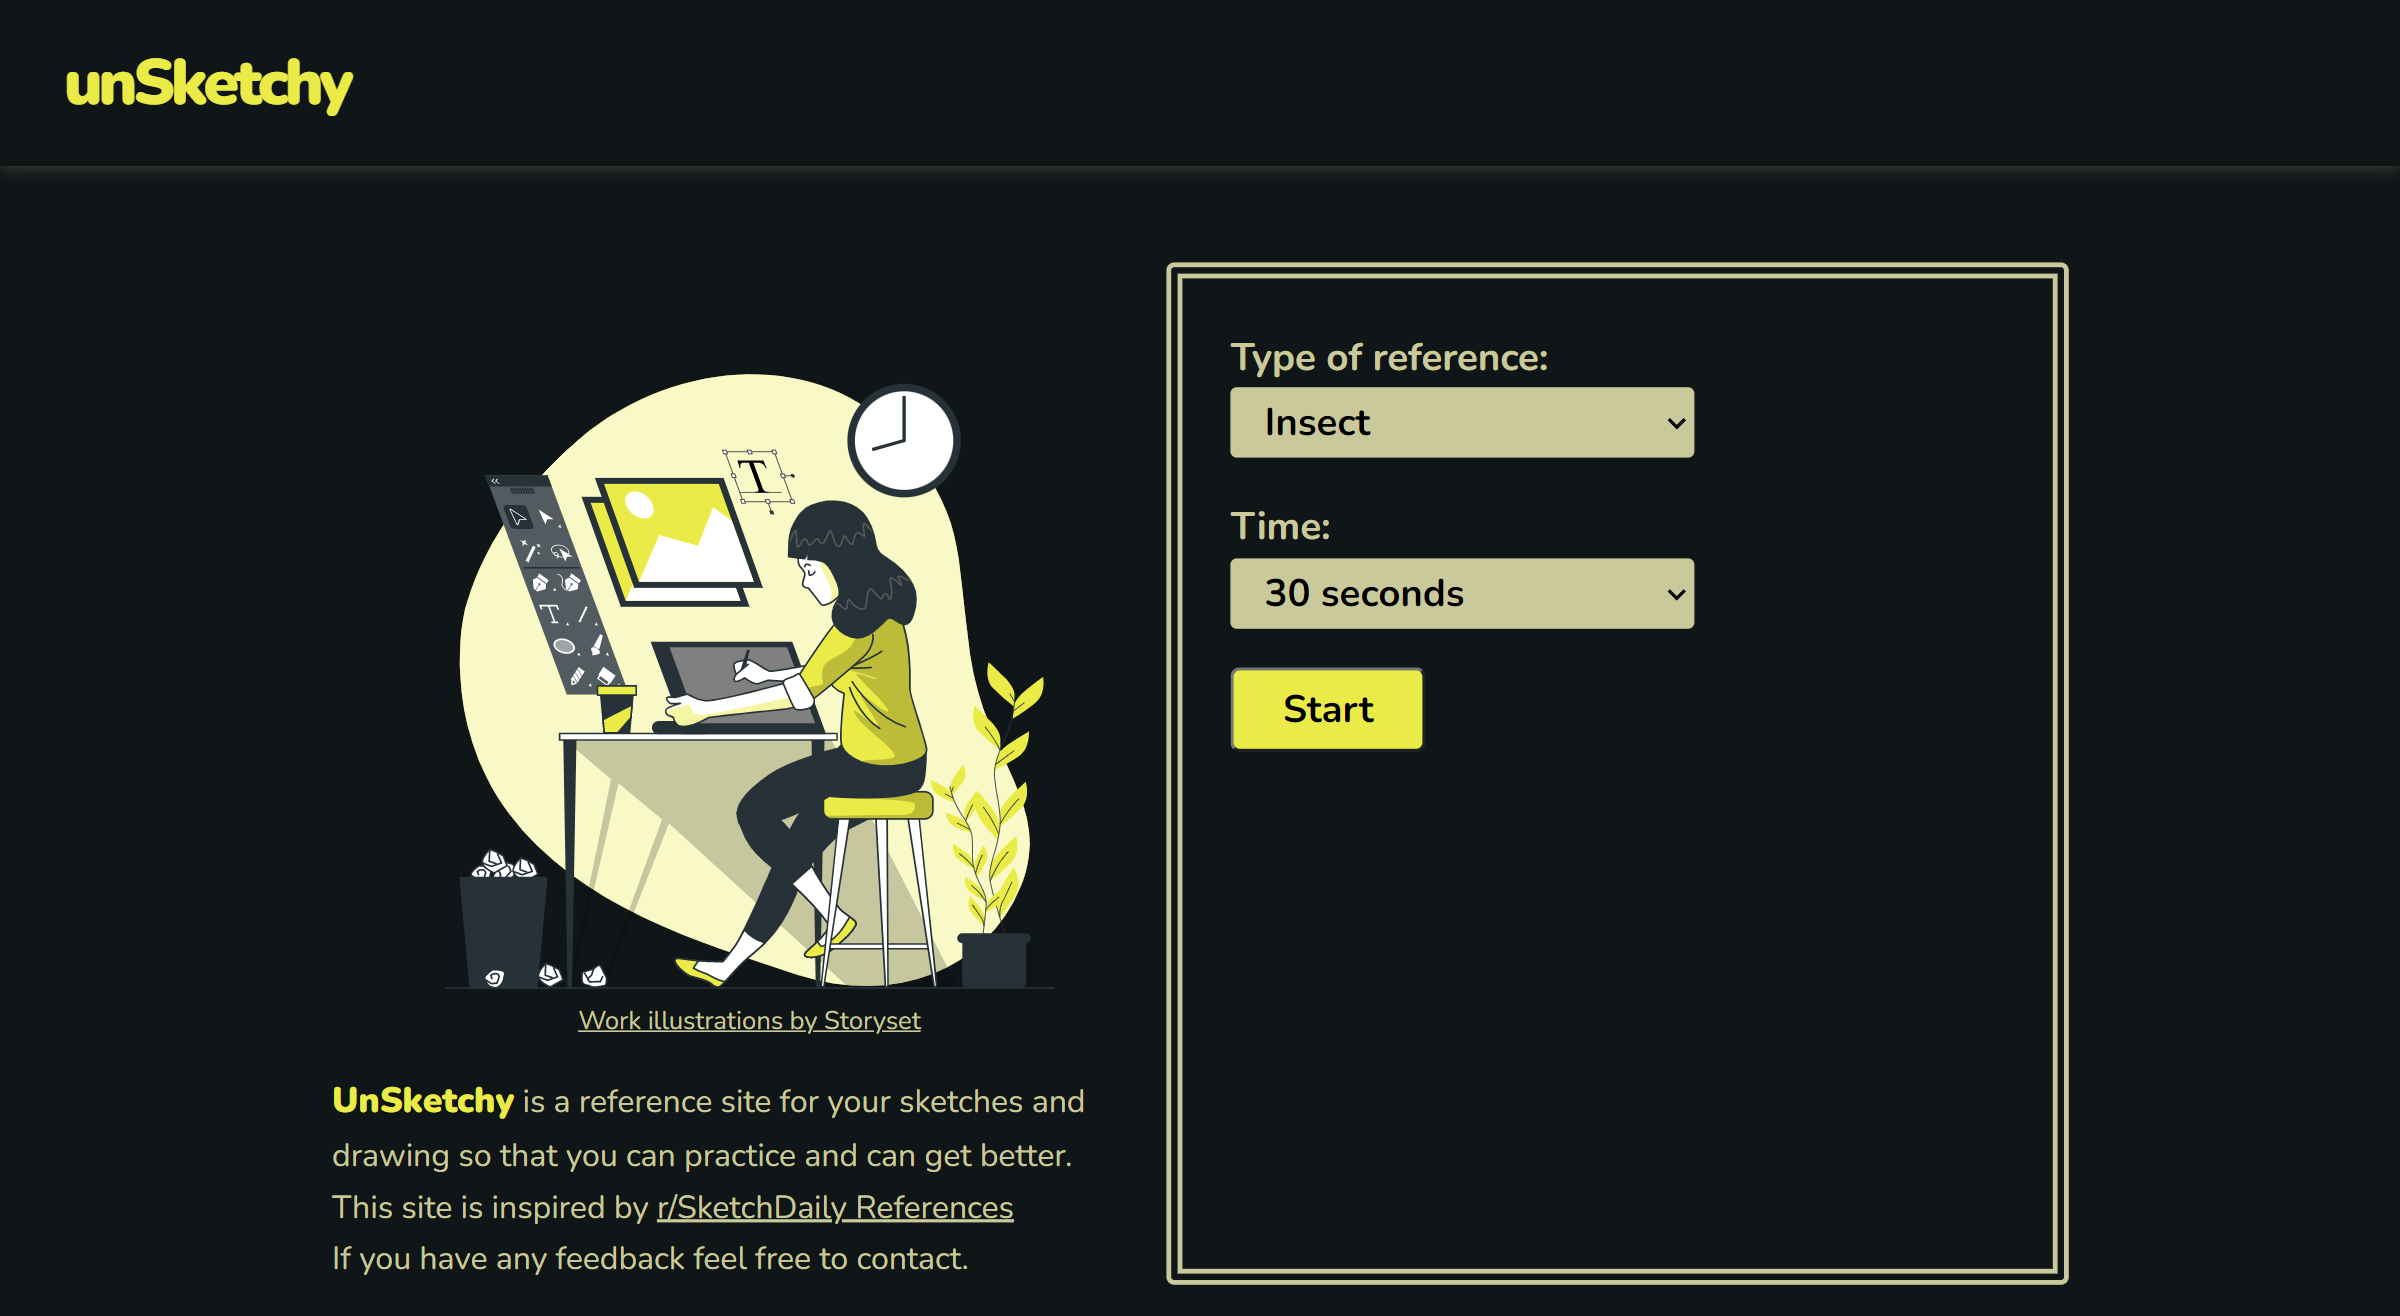 unSketchy
T
T
Work illustrations by Storyset
UnSketchy is a reference site for your sketches and
drawing so that you can practice and can get better.
This site is inspired by r/SketchDaily References
If you have any feedback feel free to contact.
Type of reference:
Insect
Time:
30 seconds
Start